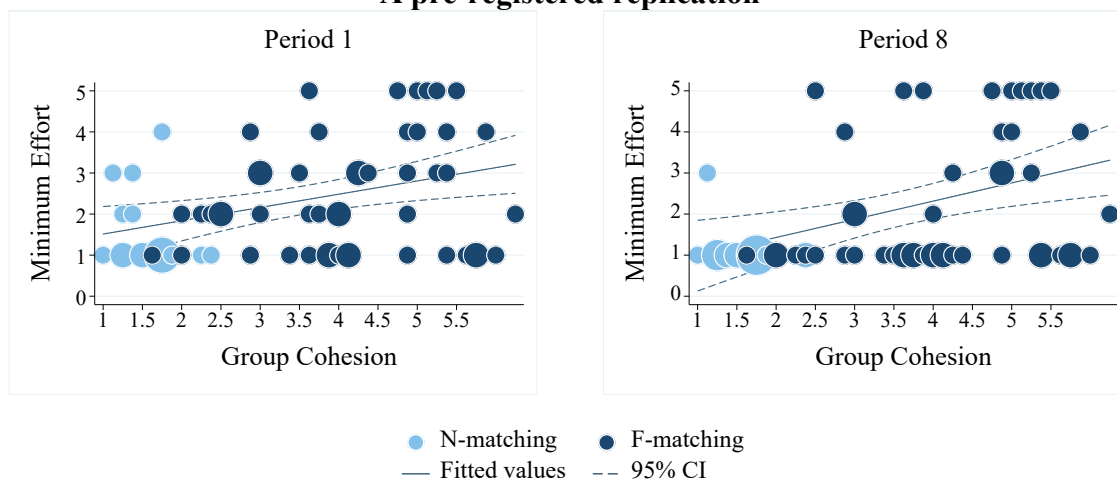 A pre-registered replication
Period 1
Minimum Effort
5
4
3
2
1
0
1 1.5 2 2.5 3 3.5 4 4.5 5 5.5
Group Cohesion
Period 8
Minimum Effort
5
4
3
2
1
0
1 1.5 2 2.5 3 3.5 4 4.5 5 5.5
Group Cohesion
N-matching F-matching
Fitted values 95% CI